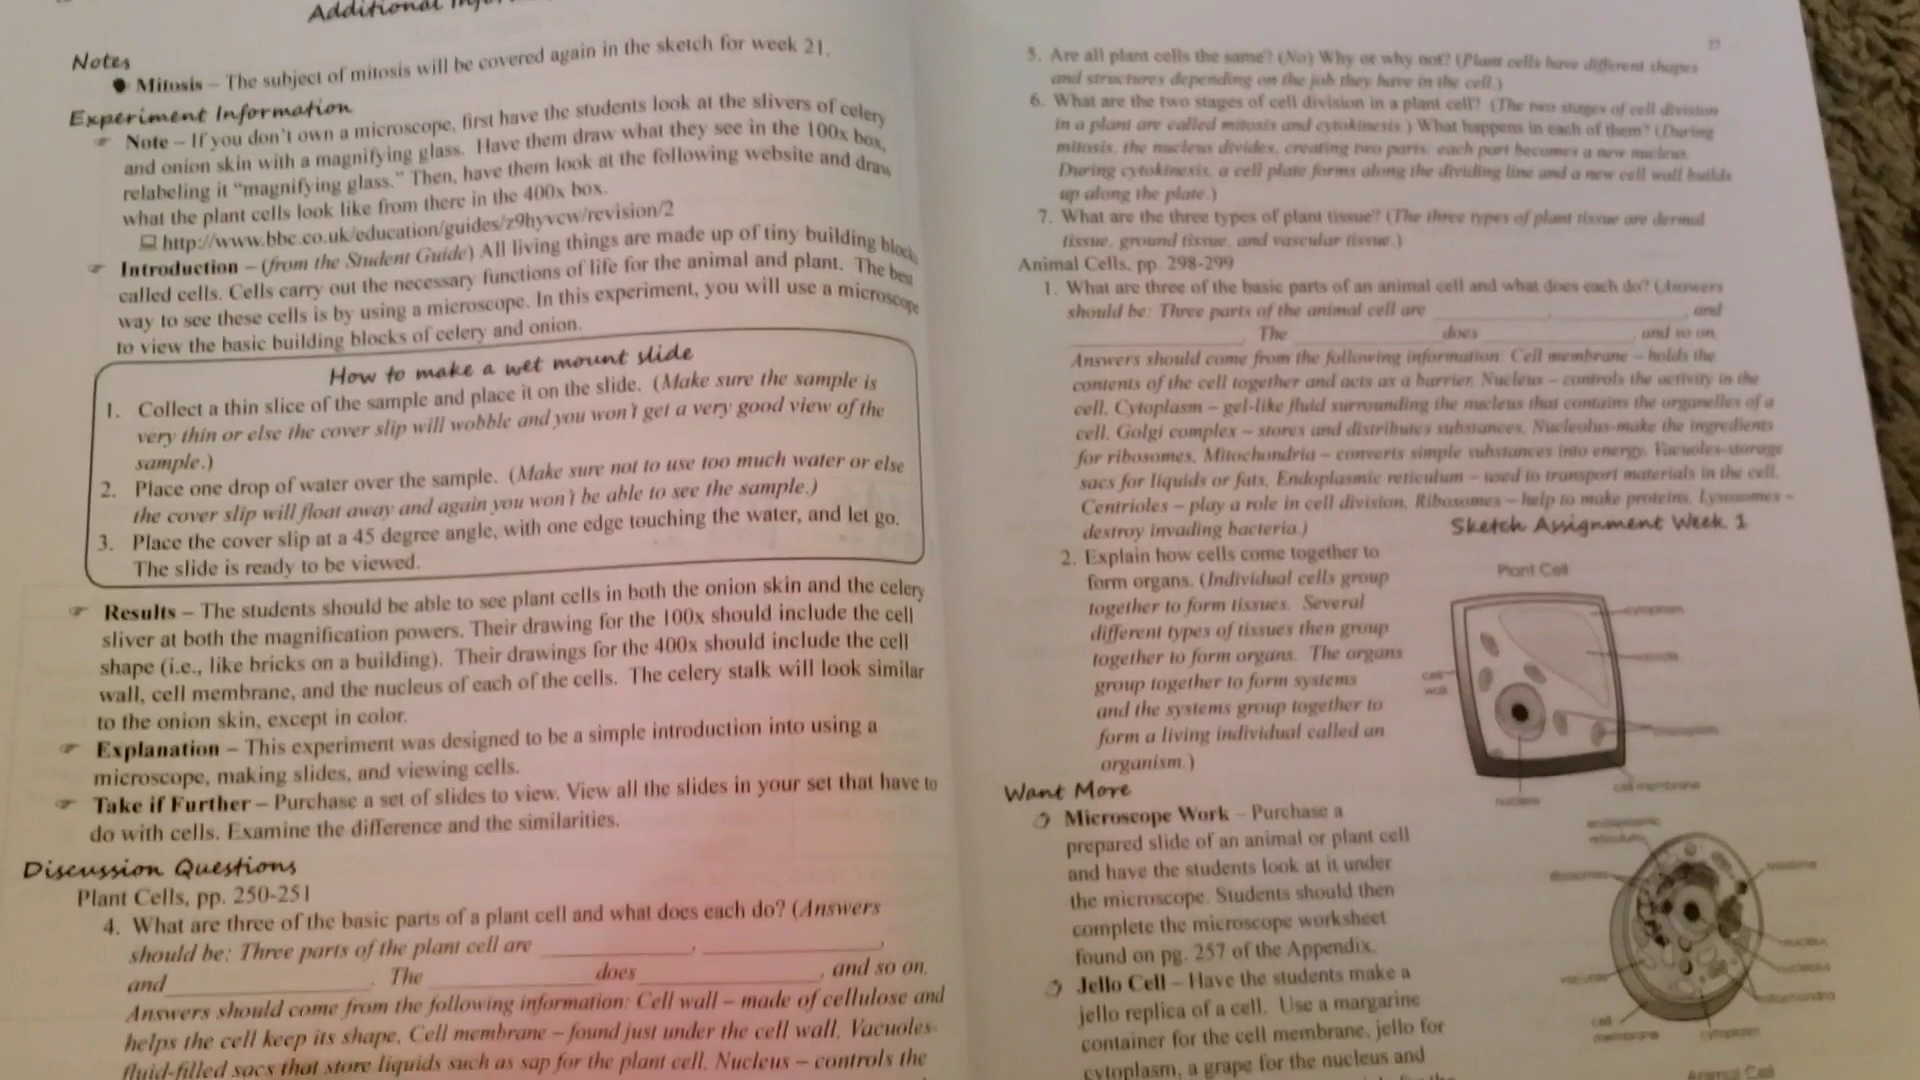 Additional
Notes
● Mitosis – The subject of mitosis will be covered again in the sketch for week 21.
Experiment Information
☞ Note – If you don't own a microscope, first have the students look at the slivers of celery
and onion skin with a magnifying glass. Have them draw what they see in the 100x box,
relabeling it "magnifying glass." Then, have them look at the following website and draw
what the plant cells look like from there in the 400x box.
http://www.bbc.co.uk/education/guides/z9hyvcw/revision/2
☞ Introduction – (from the Student Guide) All living things are made up of tiny building blocks
called cells. Cells carry out the necessary functions of life for the animal and plant. The best
way to see these cells is by using a microscope. In this experiment, you will use a microscope
to view the basic building blocks of celery and onion.
How to make a wet mount slide
1. Collect a thin slice of the sample and place it on the slide. (Make sure the sample is
very thin or else the cover slip will wobble and you won't get a very good view of the
sample.)
2. Place one drop of water over the sample. (Make sure not to use too much water or else
the cover slip will float away and again you won't be able to see the sample.)
3. Place the cover slip at a 45 degree angle, with one edge touching the water, and let go.
The slide is ready to be viewed.
☞ Results – The students should be able to see plant cells in both the onion skin and the celery
sliver at both the magnification powers. Their drawing for the 100x should include the cell
shape (i.e., like bricks on a building). Their drawings for the 400x should include the cell
wall, cell membrane, and the nucleus of each of the cells. The celery stalk will look similar
to the onion skin, except in color.
☞ Explanation – This experiment was designed to be a simple introduction into using a
microscope, making slides, and viewing cells.
☞ Take if Further – Purchase a set of slides to view. View all the slides in your set that have to
do with cells. Examine the difference and the similarities.
Discussion Questions
Plant Cells, pp. 250-251
4. What are three of the basic parts of a plant cell and what does each do? (Answers
should be: Three parts of the plant cell are ____________, ____________,
and ____________. The ____________ does ____________, and so on.
Answers should come from the following information: Cell wall – made of cellulose and
helps the cell keep its shape, Cell membrane – found just under the cell wall, Vacuoles-
fluid-filled sacs that store liquids such as sap for the plant cell, Nucleus – controls the
5. Are all plant cells the same? (No) Why or why not? (Plant cells have different shapes
and structures depending on the job they have in the cell.)
6. What are the two stages of cell division in a plant cell? (The two stages of cell division
in a plant are called mitosis and cytokinesis.) What happens in each of them? (During
mitosis, the nucleus divides, creating two parts, each part becomes a new nucleus.
During cytokinesis, a cell plate forms along the dividing line and a new cell wall builds
up along the plate.)
7. What are the three types of plant tissue? (The three types of plant tissue are dermal
tissue, ground tissue, and vascular tissue.)
Animal Cells, pp. 298-299
1. What are three of the basic parts of an animal cell and what does each do? (Answers
should be: Three parts of the animal cell are ____________, ____________, and
____________. The ____________ does ____________, and so on.
Answers should come from the following information: Cell membrane – holds the
contents of the cell together and acts as a barrier, Nucleus – controls the activity in the
cell, Cytoplasm – gel-like fluid surrounding the nucleus that contains the organelles of a
cell, Golgi complex – stores and distributes substances, Nucleolus-make the ingredients
for ribosomes, Mitochondria – converts simple substances into energy, Vacuoles-storage
sacs for liquids or fats, Endoplasmic reticulum – used to transport materials in the cell,
Centrioles – play a role in cell division, Ribosomes – help to make proteins, Lysosomes –
destroy invading bacteria.)
2. Explain how cells come together to
form organs. (Individual cells group
together to form tissues. Several
different types of tissues then group
together to form organs. The organs
group together to form systems
and the systems group together to
form a living individual called an
organism.)
Want More
Microscope Work – Purchase a
prepared slide of an animal or plant cell
and have the students look at it under
the microscope. Students should then
complete the microscope worksheet
found on pg. 257 of the Appendix.
Jello Cell – Have the students make a
jello replica of a cell. Use a margarine
container for the cell membrane, jello for
cytoplasm, a grape for the nucleus and
Sketch Assignment Week 1
Plant Cell
cytoplasm
cell
wall
cell membrane
nucleus
endoplasmic
reticulum
ribosome
nucleus
nucleolus
mitochondria
vacuole
cell
membrane
cytoplasm
Animal Cell